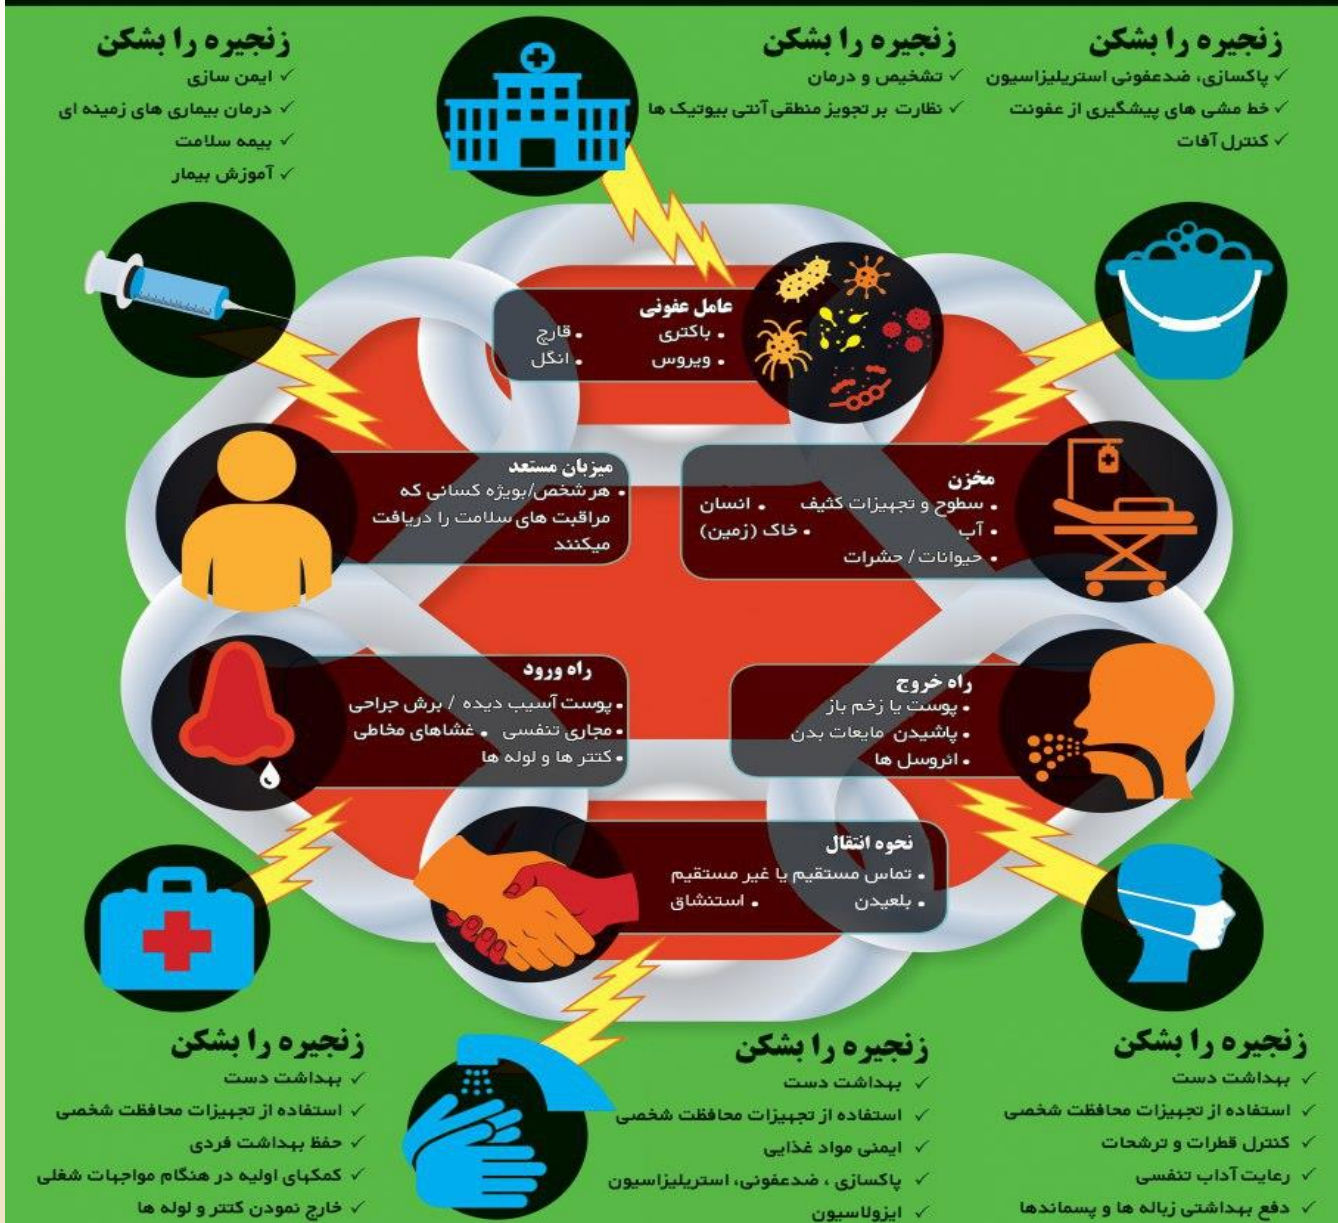 زنجیره را بشکن
✓ پاکسازی، ضدعفونی استریلیزاسیون
✓ خط مشی های پیشگیری از عفونت
✓ کنترل آفات
زنجیره را بشکن
✓ تشخیص و درمان
✓ نظارت بر تجویز منطقی آنتی بیوتیک ها
زنجیره را بشکن
✓ ایمن سازی
✓ درمان بیماری های زمینه ای
✓ بیمه سلامت
✓ آموزش بیمار
عامل عفونی
• باکتری • قارچ
• ویروس • انگل
مخزن
• سطوح و تجهیزات کثیف • انسان
• آب • خاک (زمین)
• حیوانات / حشرات
میزبان مستعد
• هر شخص/بویژه کسانی که
مراقبت های سلامت را دریافت
میکنند
راه خروج
• پوست یا زخم باز
• پاشیدن مایعات بدن
• ائروسل ها
راه ورود
• پوست آسیب دیده / برش جراحی
• مجاری تنفسی • غشاهای مخاطی
• کتتر ها و لوله ها
نحوه انتقال
• تماس مستقیم یا غیر مستقیم
• بلعیدن • استنشاق
زنجیره را بشکن
✓ بهداشت دست
✓ استفاده از تجهیزات محافظت شخصی
✓ کنترل قطرات و ترشحات
✓ رعایت آداب تنفسی
✓ دفع بهداشتی زباله ها و پسماندها
زنجیره را بشکن
✓ بهداشت دست
✓ استفاده از تجهیزات محافظت شخصی
✓ ایمنی مواد غذایی
✓ پاکسازی ، ضدعفونی، استریلیزاسیون
✓ ایزولاسیون
زنجیره را بشکن
✓ بهداشت دست
✓ استفاده از تجهیزات محافظت شخصی
✓ حفظ بهداشت فردی
✓ کمکهای اولیه در هنگام مواجهات شغلی
✓ خارج نمودن کتتر و لوله ها